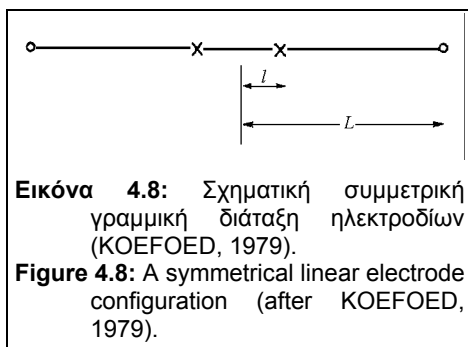 l
L
Εικόνα 4.8: Σχηματική συμμετρική
γραμμική διάταξη ηλεκτροδίων
(KOEFOED, 1979).
Figure 4.8: A symmetrical linear electrode
configuration (after KOEFOED,
1979).